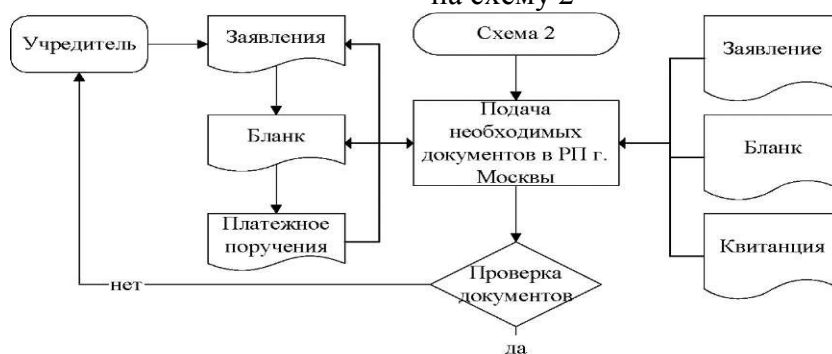 на схему 2
Учредитель
Заявления
Схема 2
Заявление
Бланк
Подача
необходимых
документов в РП г.
Москвы
Бланк
Платежное
поручения
Квитанция
Проверка
документов
нет
да